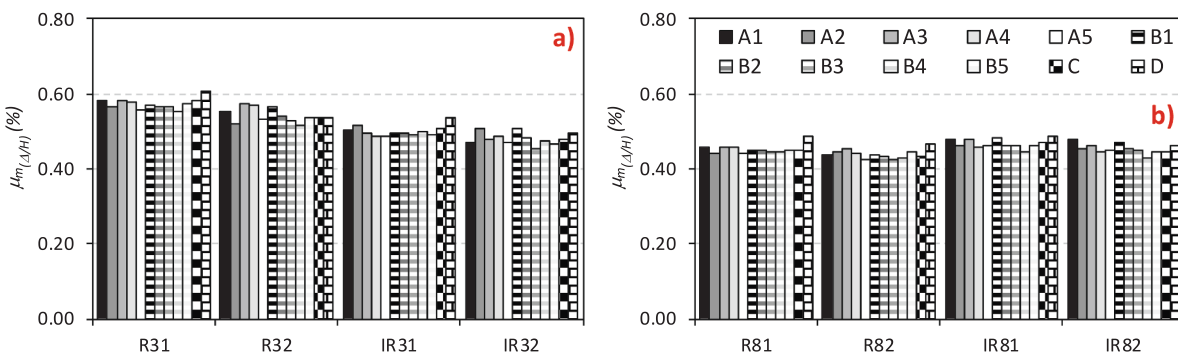 0.80
0.60
0.40
0.20
0.00
μm(Δ/H) (%)
a)
R31 R32 IR31 IR32
0.80
0.60
0.40
0.20
0.00
μm(Δ/H) (%)
A1 A2 A3 A4 A5 B1
B2 B3 B4 B5 C D
b)
R81 R82 IR81 IR82